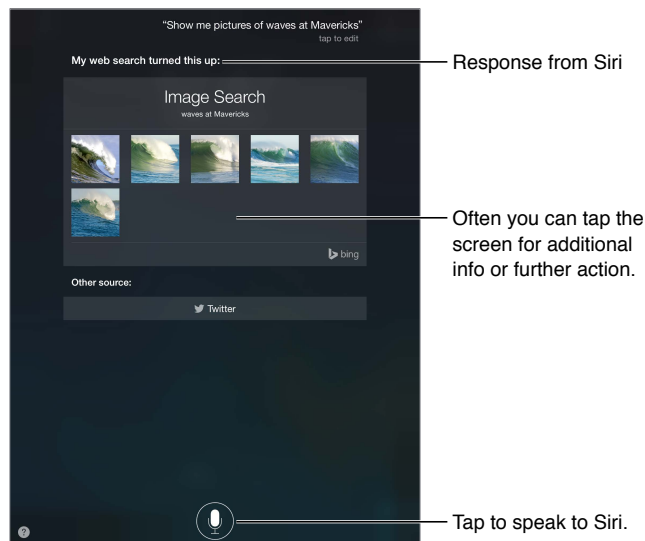 “Show me pictures of waves at Mavericks”
tap to edit
My web search turned this up:
Response from Siri
Image Search
waves at Mavericks
Often you can tap the
screen for additional
info or further action.
bing
Other source:
Twitter
Tap to speak to Siri.
?